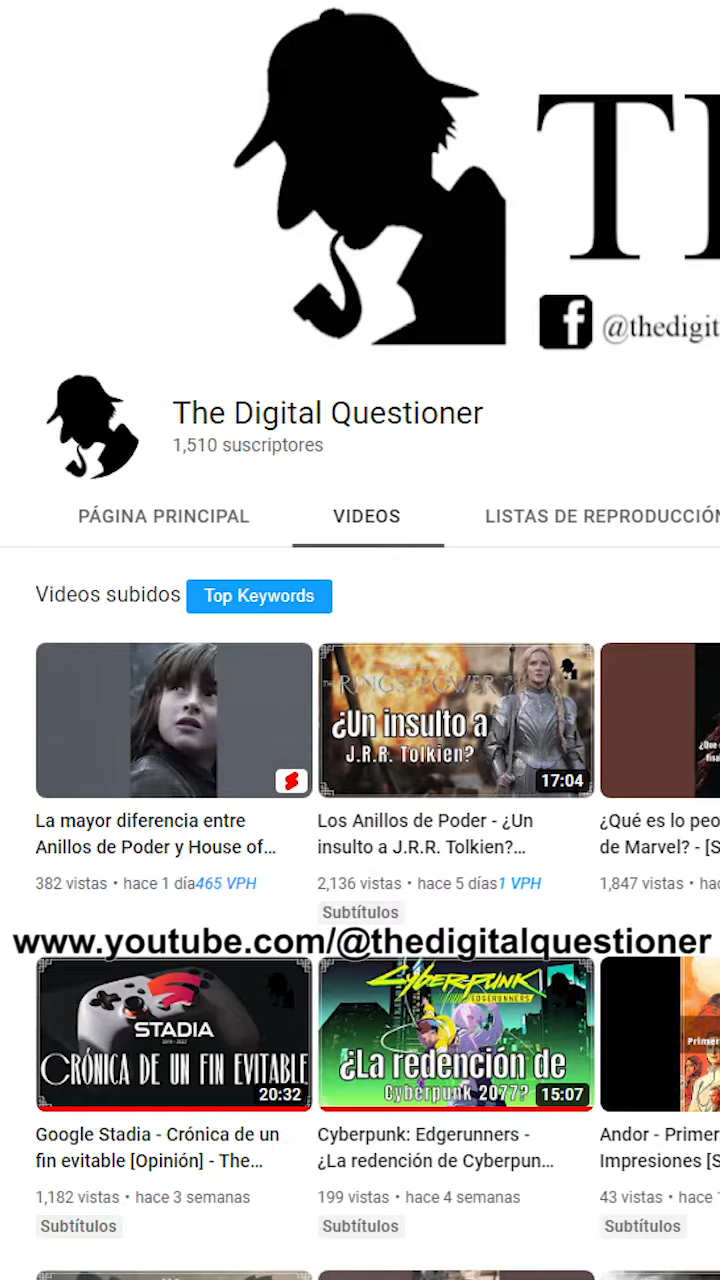 T
f @thedigit
The Digital Questioner
1,510 suscriptores
PÁGINA PRINCIPAL VIDEOS LISTAS DE REPRODUCCIÓN
Videos subidos Top Keywords
THE RINGS OF POWER
¿Un insulto a
J.R.R. Tolkien?
17:04
La mayor diferencia entre
Anillos de Poder y House of...
382 vistas • hace 1 día465 VPH
Los Anillos de Poder - ¿Un
insulto a J.R.R. Tolkien?...
2,136 vistas • hace 5 días1 VPH
Subtítulos
¿Qué es lo peo
de Marvel? - [S
1,847 vistas • hac
www.youtube.com/@thedigitalquestioner
STADIA
CRÓNICA DE UN FIN EVITABLE
20:32
CYBERPUNK
EDGERUNNERS
¿La redención de
Cyberpunk 2077?
15:07
Primer
Google Stadia - Crónica de un
fin evitable [Opinión] - The...
1,182 vistas • hace 3 semanas
Subtítulos
Cyberpunk: Edgerunners -
¿La redención de Cyberpun...
199 vistas • hace 4 semanas
Subtítulos
Andor - Primer
Impresiones [S
43 vistas • hace
Subtítulos